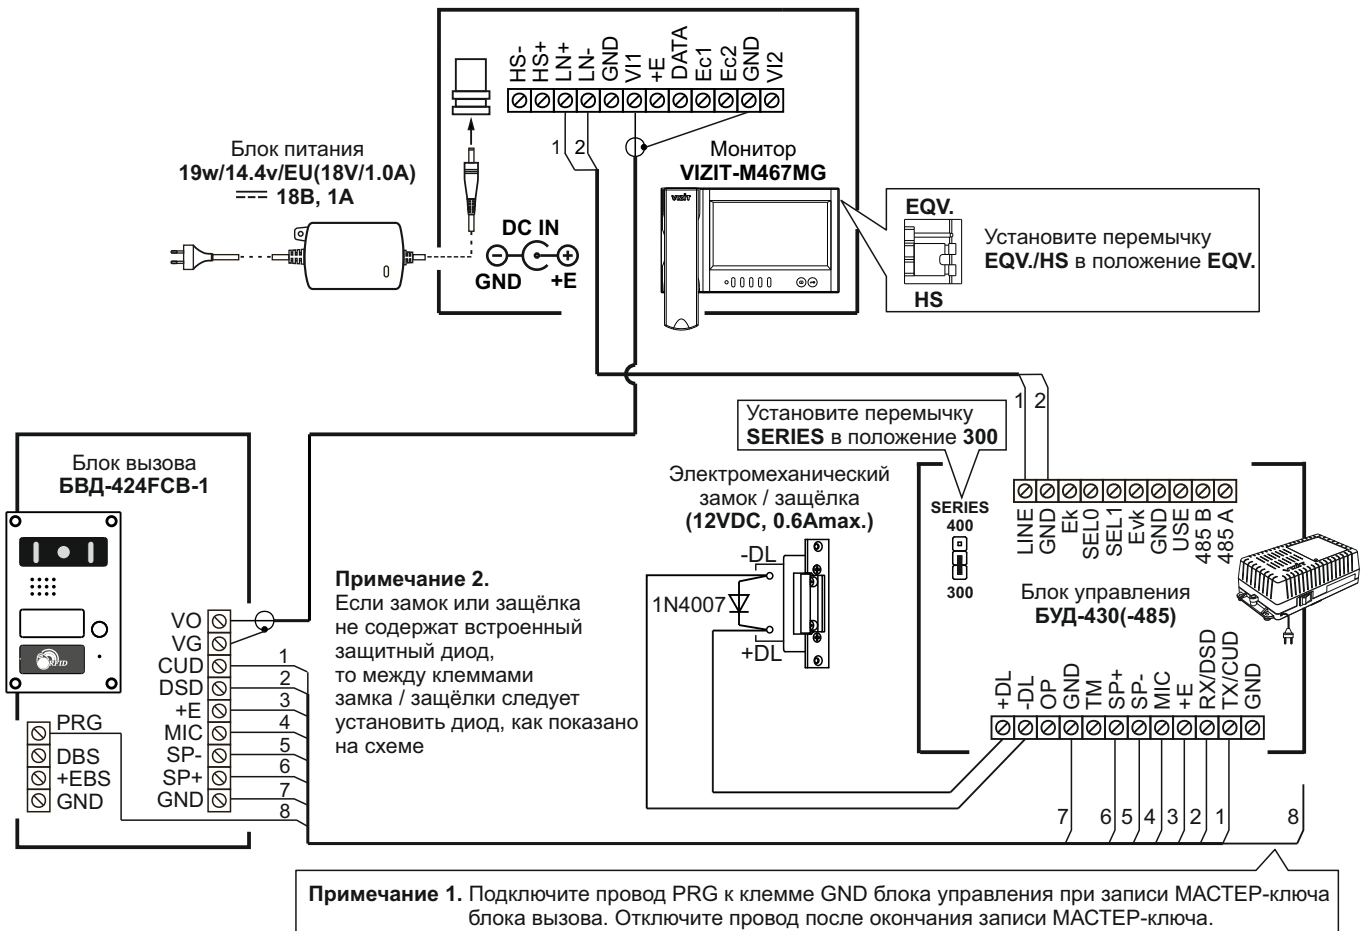 HS-
HS+
LN+
LN-
GND
VI1
+E
DATA
Ec1
Ec2
GND
VI2
1
2
Блок питания
19w/14.4v/EU(18V/1.0A)
18В, 1А
DC IN
GND
+E
Монитор
VIZIT-M467MG
VIZIT
EQV.
HS
Установите перемычку
EQV./HS в положение EQV.
1
2
Установите перемычку
SERIES в положение 300
Блок вызова
БВД-424FCB-1
RFID
VO
VG
CUD
DSD
+E
MIC
SP-
SP+
GND
1
2
3
4
5
6
7
8
PRG
DBS
+EBS
GND
Примечание 2.
Если замок или защёлка
не содержат встроенный
защитный диод,
то между клеммами
замка / защёлки следует
установить диод, как показано
на схеме
Электромеханический
замок / защёлка
(12VDC, 0.6Amax.)
-DL
1N4007
+DL
SERIES
400
300
LINE
GND
Ek
SEL0
SEL1
Evk
GND
USE
485 B
485 A
Блок управления
БУД-430(-485)
+DL
-DL
OP
GND
TM
SP+
SP-
MIC
+E
RX/DSD
TX/CUD
GND
7
6
5
4
3
2
1
8
Примечание 1. Подключите провод PRG к клемме GND блока управления при записи МАСТЕР-ключа
блока вызова. Отключите провод после окончания записи МАСТЕР-ключа.